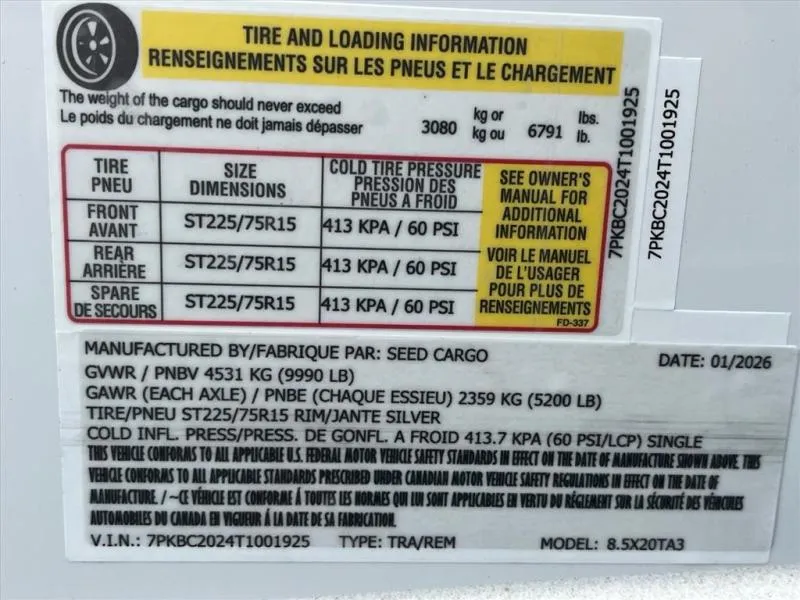 TIRE AND LOADING INFORMATION
RENSEIGNEMENTS SUR LES PNEUS ET LE CHARGEMENT
The weight of the cargo should never exceed
Le poids du chargement ne doit jamais dépasser
3080 kg or kg ou 6791 lbs. lb.
TIRE PNEU
SIZE DIMENSIONS
COLD TIRE PRESSURE
PRESSION DES
PNEUS A FROID
FRONT AVANT
ST225/75R15
413 KPA / 60 PSI
REAR ARRIÈRE
ST225/75R15
413 KPA / 60 PSI
SPARE DE SECOURS
ST225/75R15
413 KPA / 60 PSI
SEE OWNER'S
MANUAL FOR
ADDITIONAL
INFORMATION
VOIR LE MANUEL
DE L'USAGER
POUR PLUS DE
RENSEIGNEMENTS
FD-337
7PKBC2024T1001925
7PKBC2024T1001925
MANUFACTURED BY/FABRIQUE PAR: SEED CARGO DATE: 01/2026
GVWR / PNBV 4531 KG (9990 LB)
GAWR (EACH AXLE) / PNBE (CHAQUE ESSIEU) 2359 KG (5200 LB)
TIRE/PNEU ST225/75R15 RIM/JANTE SILVER
COLD INFL. PRESS/PRESS. DE GONFL. A FROID 413.7 KPA (60 PSI/LCP) SINGLE
THIS VEHICLE CONFORMS TO ALL APPLICABLE U.S. FEDERAL MOTOR VEHICLE SAFETY STANDARDS IN EFFECT ON THE DATE OF MANUFACTURE SHOWN ABOVE. THIS
VEHICLE CONFORMS TO ALL APPLICABLE STANDARDS PRESCRIBED UNDER CANADIAN MOTOR VEHICLE SAFETY REGULATIONS IN EFFECT ON THE DATE OF
MANUFACTURE. / ~CE VÉHICLE EST CONFORME Á TOUTES IES HORMES QUI LUI SONT APPLICABLES EN VERTU DU RÉGLEMENT SUR LA SÉCURITÉ DES VÉHICULES
AUTOMOBILES DU CANADA EN VIGUEUR Á LA DATE DE SA FABRICATION.
V.I.N.: 7PKBC2024T1001925 TYPE: TRA/REM MODEL: 8.5X20TA3